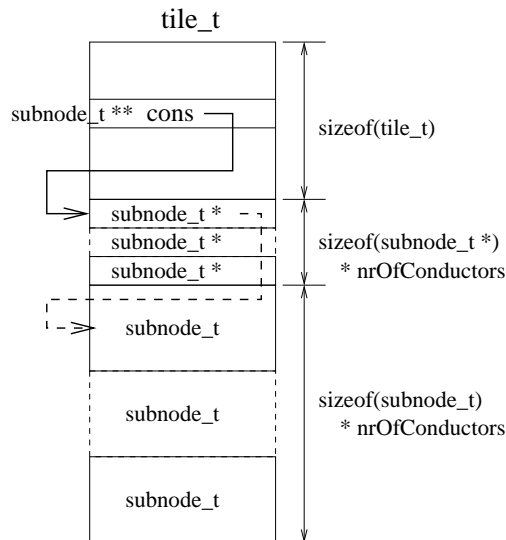 tile_t
subnode_t ** cons
sizeof(tile_t)
subnode_t *
subnode_t *
sizeof(subnode_t *)
* nrOfConductors
subnode_t *
subnode_t
sizeof(subnode_t)
* nrOfConductors
subnode_t
subnode_t